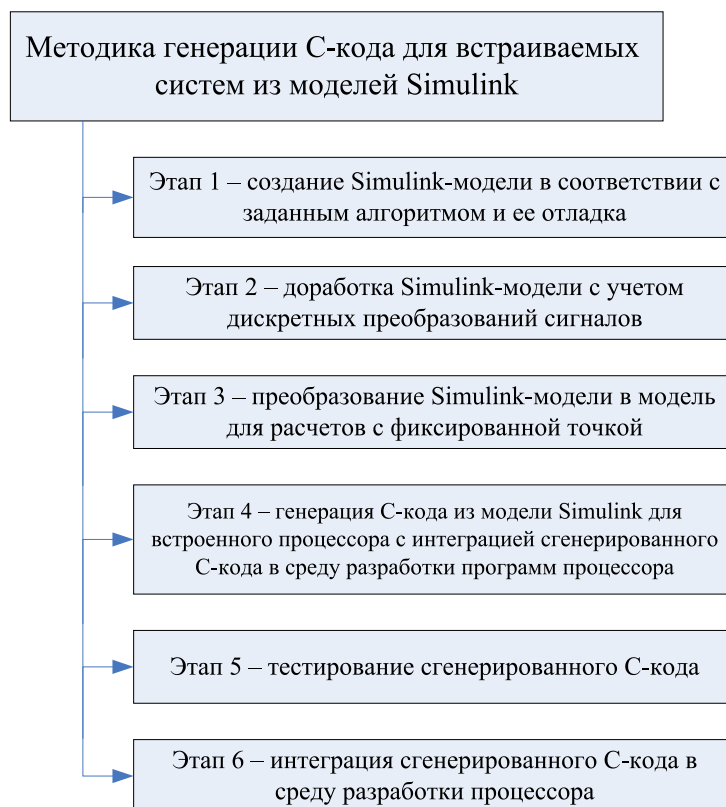 Методика генерации С-кода для встраиваемых
систем из моделей Simulink
Этап 1 – создание Simulink-модели в соответствии с
заданным алгоритмом и ее отладка
Этап 2 – доработка Simulink-модели с учетом
дискретных преобразований сигналов
Этап 3 – преобразование Simulink-модели в модель
для расчетов с фиксированной точкой
Этап 4 – генерация С-кода из модели Simulink для
встроенного процессора с интеграцией сгенерированного
С-кода в среду разработки программ процессора
Этап 5 – тестирование сгенерированного С-кода
Этап 6 – интеграция сгенерированного С-кода в
среду разработки процессора